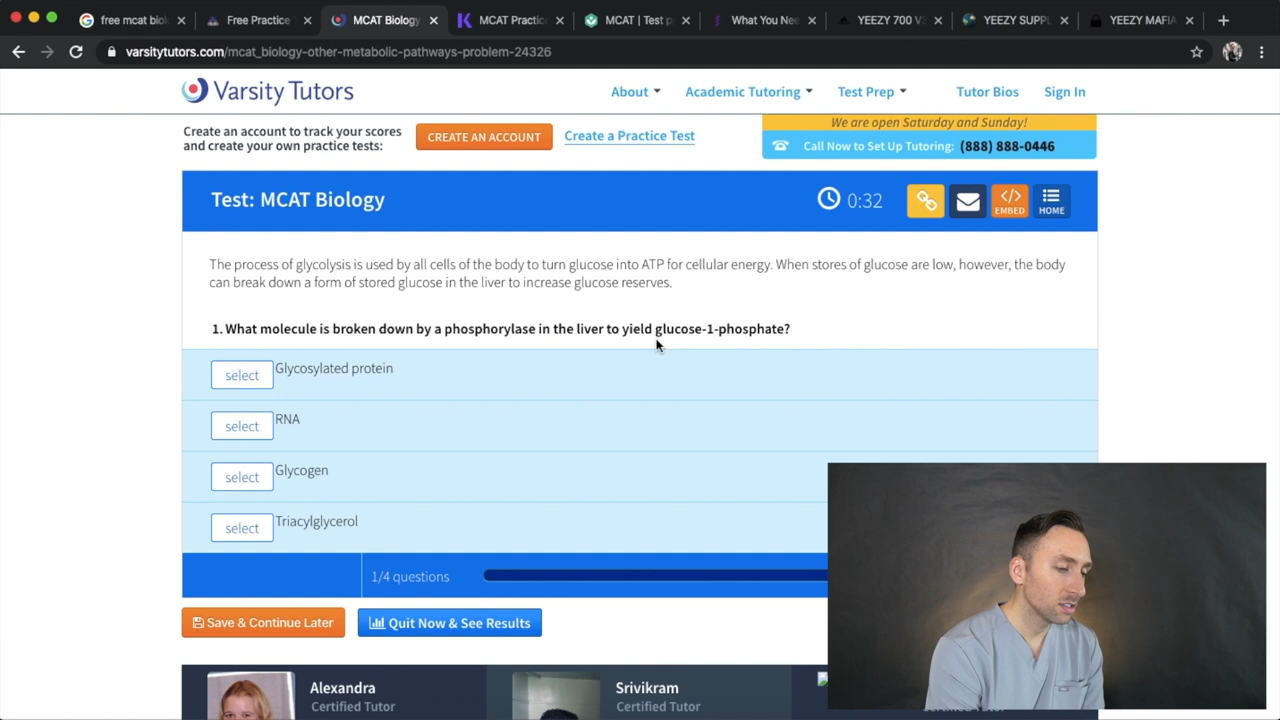 free mcat biol
Free Practice
MCAT Biology
MCAT Practic
MCAT | Test p
What You Nee
YEEZY 700 V3
YEEZY SUPPL
YEEZY MAFIA
varsitytutors.com/mcat_biology-other-metabolic-pathways-problem-24326
Varsity Tutors
About
Academic Tutoring
Test Prep
Tutor Bios
Sign In
Create an account to track your scores
and create your own practice tests:
CREATE AN ACCOUNT
Create a Practice Test
We are open Saturday and Sunday!
Call Now to Set Up Tutoring: (888) 888-0446
Test: MCAT Biology
0:32
EMBED
HOME
The process of glycolysis is used by all cells of the body to turn glucose into ATP for cellular energy. When stores of glucose are low, however, the body
can break down a form of stored glucose in the liver to increase glucose reserves.
1. What molecule is broken down by a phosphorylase in the liver to yield glucose-1-phosphate?
select Glycosylated protein
select RNA
select Glycogen
select Triacylglycerol
1/4 questions
Save & Continue Later
Quit Now & See Results
Alexandra
Certified Tutor
Srivikram
Certified Tutor